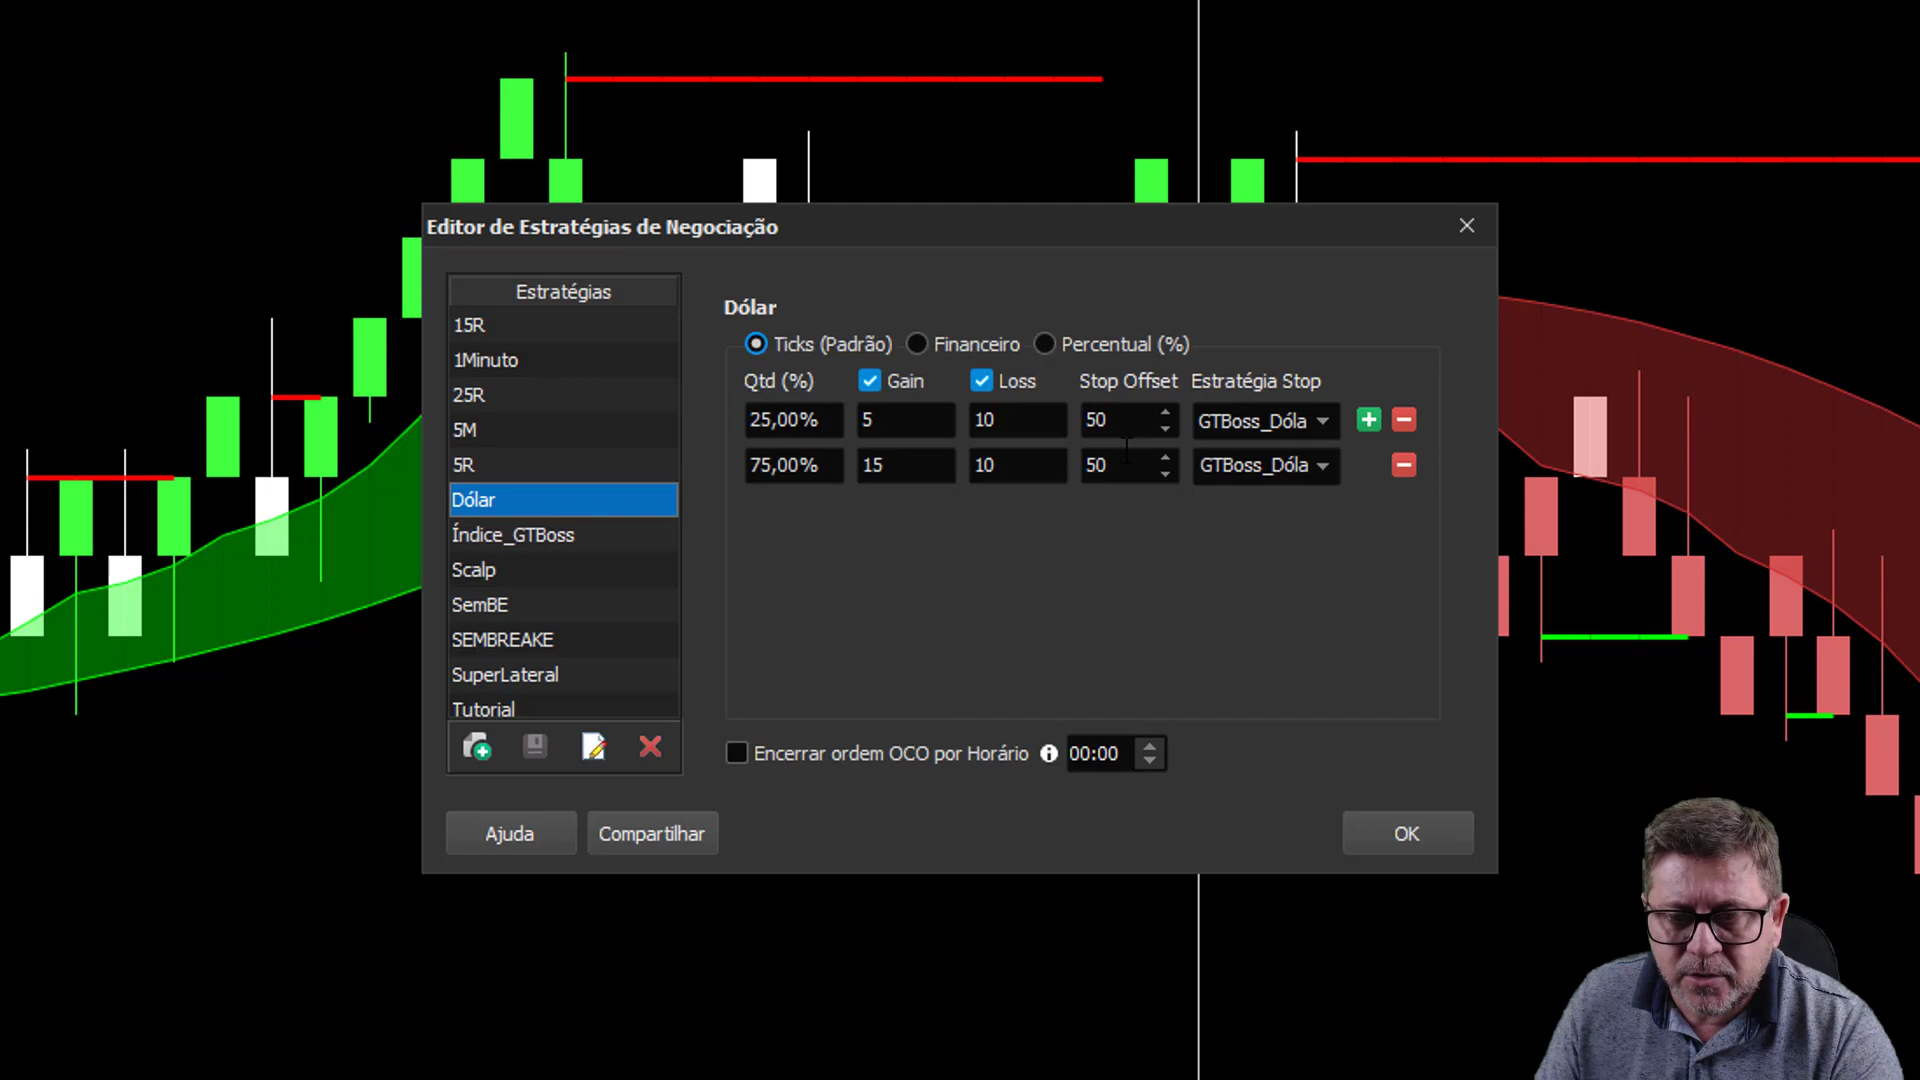 Editor de Estratégias de Negociação
Estratégias
15R
1Minuto
25R
5M
5R
Dólar
Índice_GTBoss
Scalp
SemBE
SEMBREAKE
SuperLateral
Tutorial
Dólar
Ticks (Padrão) Financeiro Percentual (%)
Qtd (%) Gain Loss Stop Offset Estratégia Stop
25,00% 5 10 50 GTBoss_Dóla
75,00% 15 10 50 GTBoss_Dóla
Encerrar ordem OCO por Horário 00:00
Ajuda Compartilhar OK